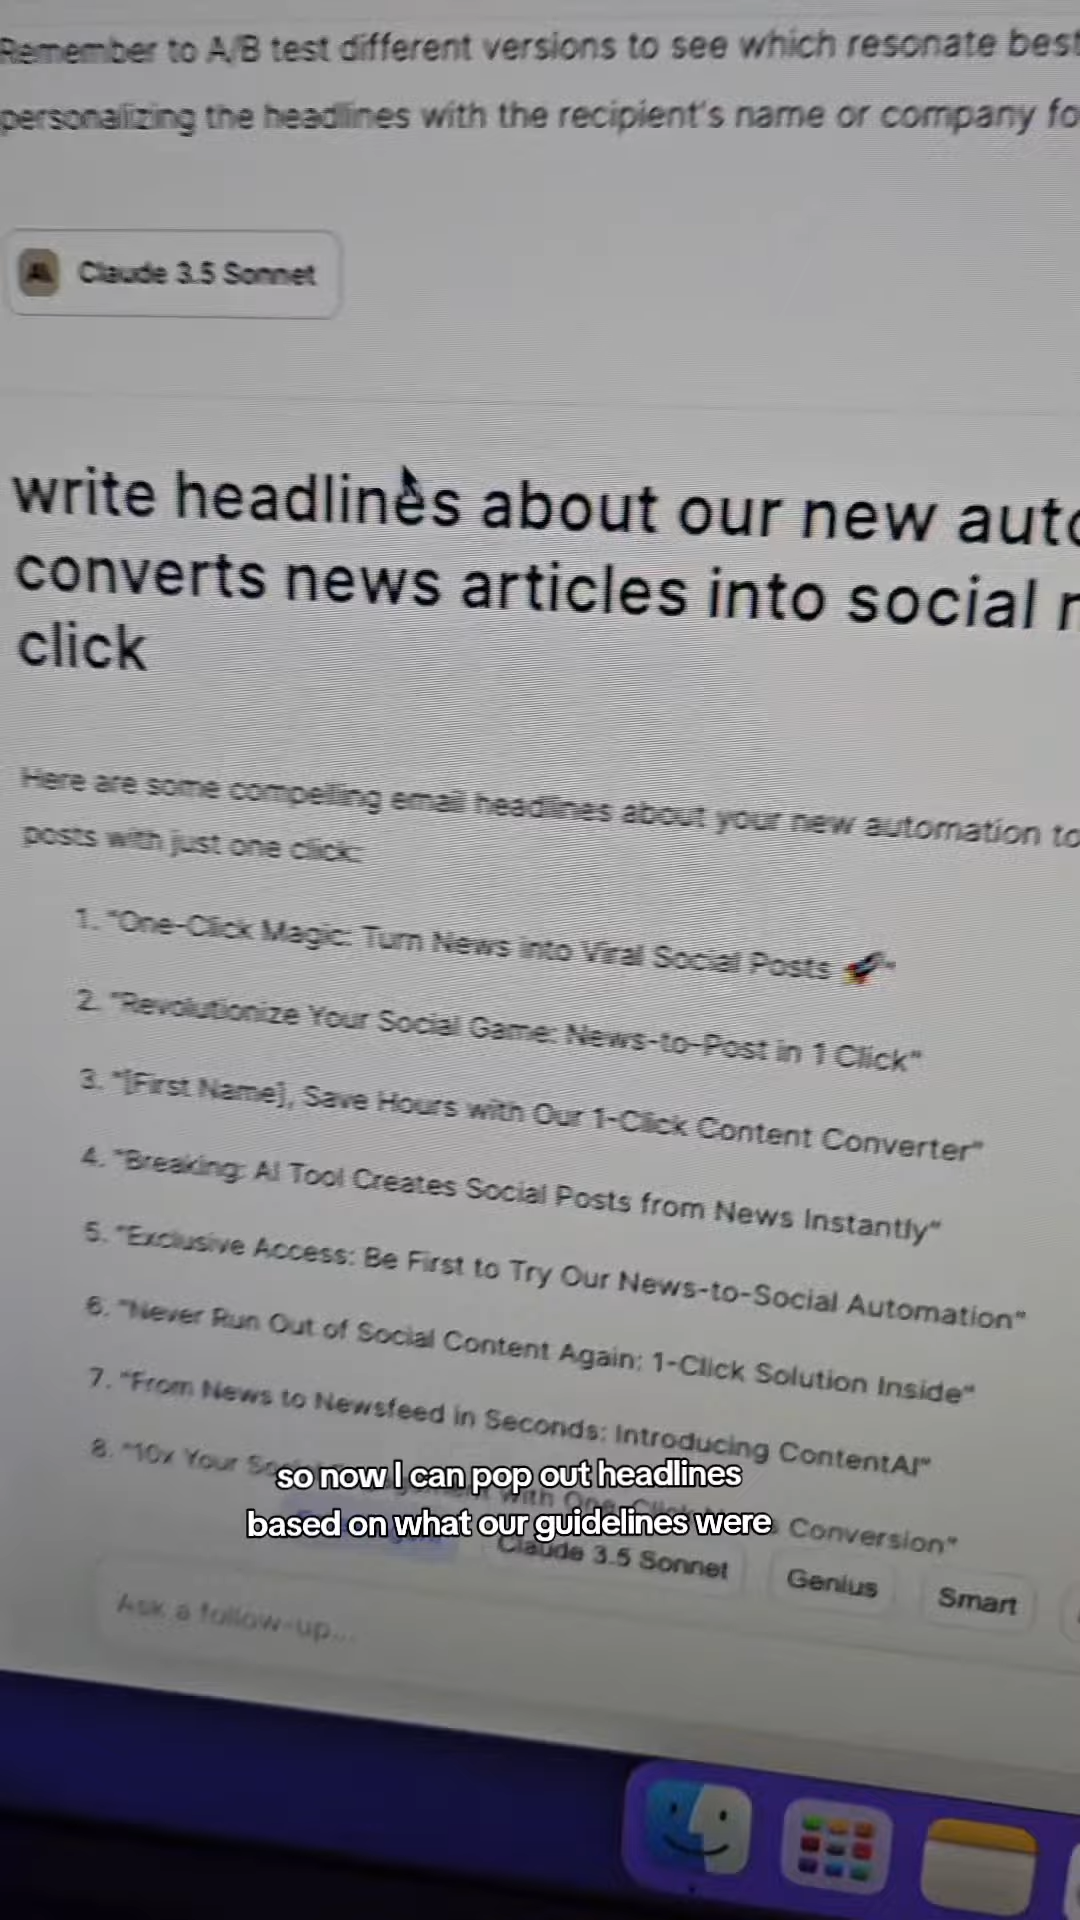 Remember to A/B test different versions to see which resonate best
personalizing the headlines with the recipient's name or company fo
Claude 3.5 Sonnet
write headlines about our new auto
converts news articles into social
click
Here are some compelling email headlines about your new automation to
posts with just one click:
1. "One-Click Magic: Turn News into Viral Social Posts 🚀"
2. "Revolutionize Your Social Game: News-to-Post in 1 Click"
3. "[First Name], Save Hours with Our 1-Click Content Converter"
4. "Breaking: AI Tool Creates Social Posts from News Instantly"
5. "Exclusive Access: Be First to Try Our News-to-Social Automation"
6. "Never Run Out of Social Content Again: 1-Click Solution Inside"
7. "From News to Newsfeed in Seconds: Introducing ContentAI"
8. "10x Your with One-Click Conversion"
so now I can pop out headlines
based on what our guidelines were
Claude 3.5 Sonnet
Genius
Smart
Ask a follow-up...